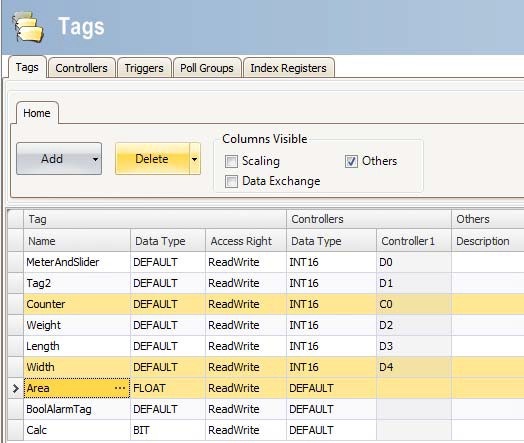 Tags
Tags Controllers Triggers Poll Groups Index Registers
Home
Add Delete Columns Visible
Scaling Others
Data Exchange
Tag Controllers Others
Name Data Type Access Right Data Type Controller1 Description
MeterAndSlider DEFAULT ReadWrite INT16 D0
Tag2 DEFAULT ReadWrite INT16 D1
Counter DEFAULT ReadWrite INT16 C0
Weight DEFAULT ReadWrite INT16 D2
Length DEFAULT ReadWrite INT16 D3
Width DEFAULT ReadWrite INT16 D4
Area ... FLOAT ReadWrite DEFAULT
BoolAlarmTag DEFAULT ReadWrite DEFAULT
Calc BIT ReadWrite DEFAULT